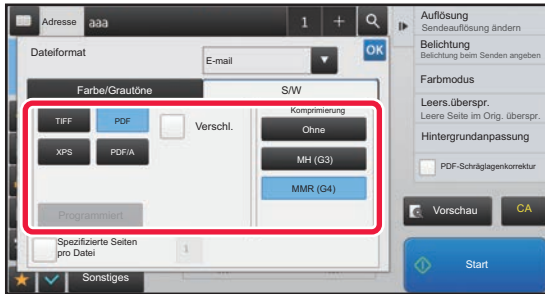 Adresse aaa 1 +
Dateiformat
E-mail
OK
Farbe/Grautöne
S/W
TIFF
PDF
Verschl.
XPS
PDF/A
Programmiert
Komprimierung
Ohne
MH (G3)
MMR (G4)
Spezifizierte Seiten
pro Datei
1
Sonstiges
Auflösung
Sendeauflösung ändern
Belichtung
Belichtung beim Senden angeben
Farbmodus
Leers.überspr.
Leere Seite im Orig. überspr.
Hintergrundanpassung
PDF-Schräglagenkorrektur
Vorschau
CA
Start